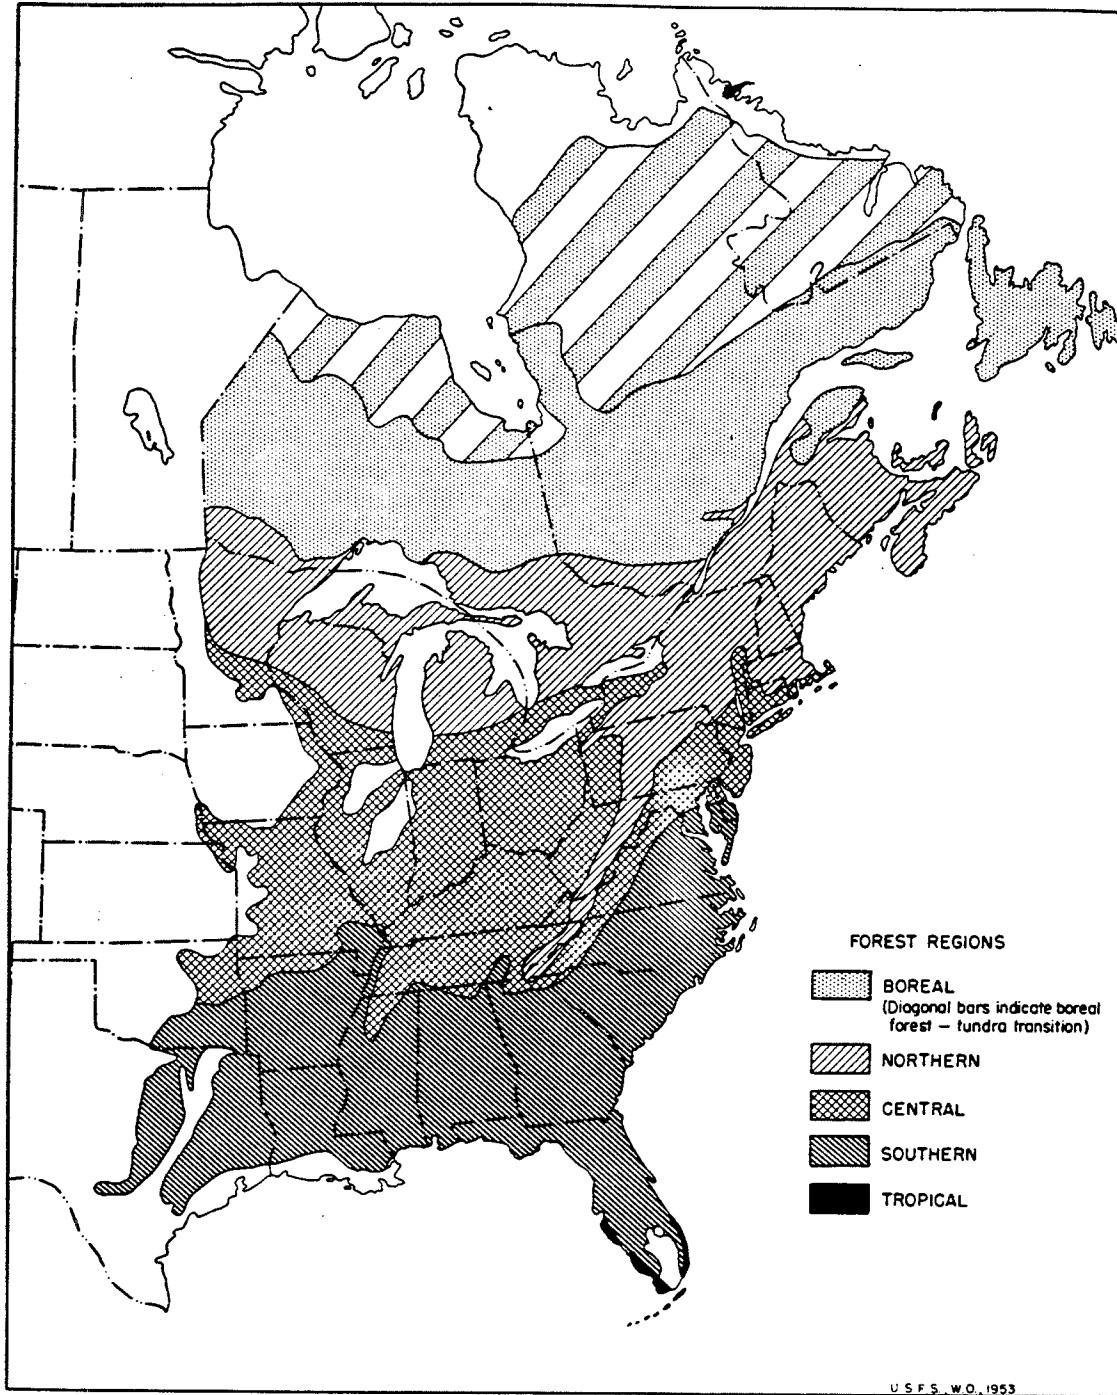 FOREST REGIONS
BOREAL
(Diagonal bars indicate boreal
forest – tundra transition)
NORTHERN
CENTRAL
SOUTHERN
TROPICAL
U S F S., W.O., 1953